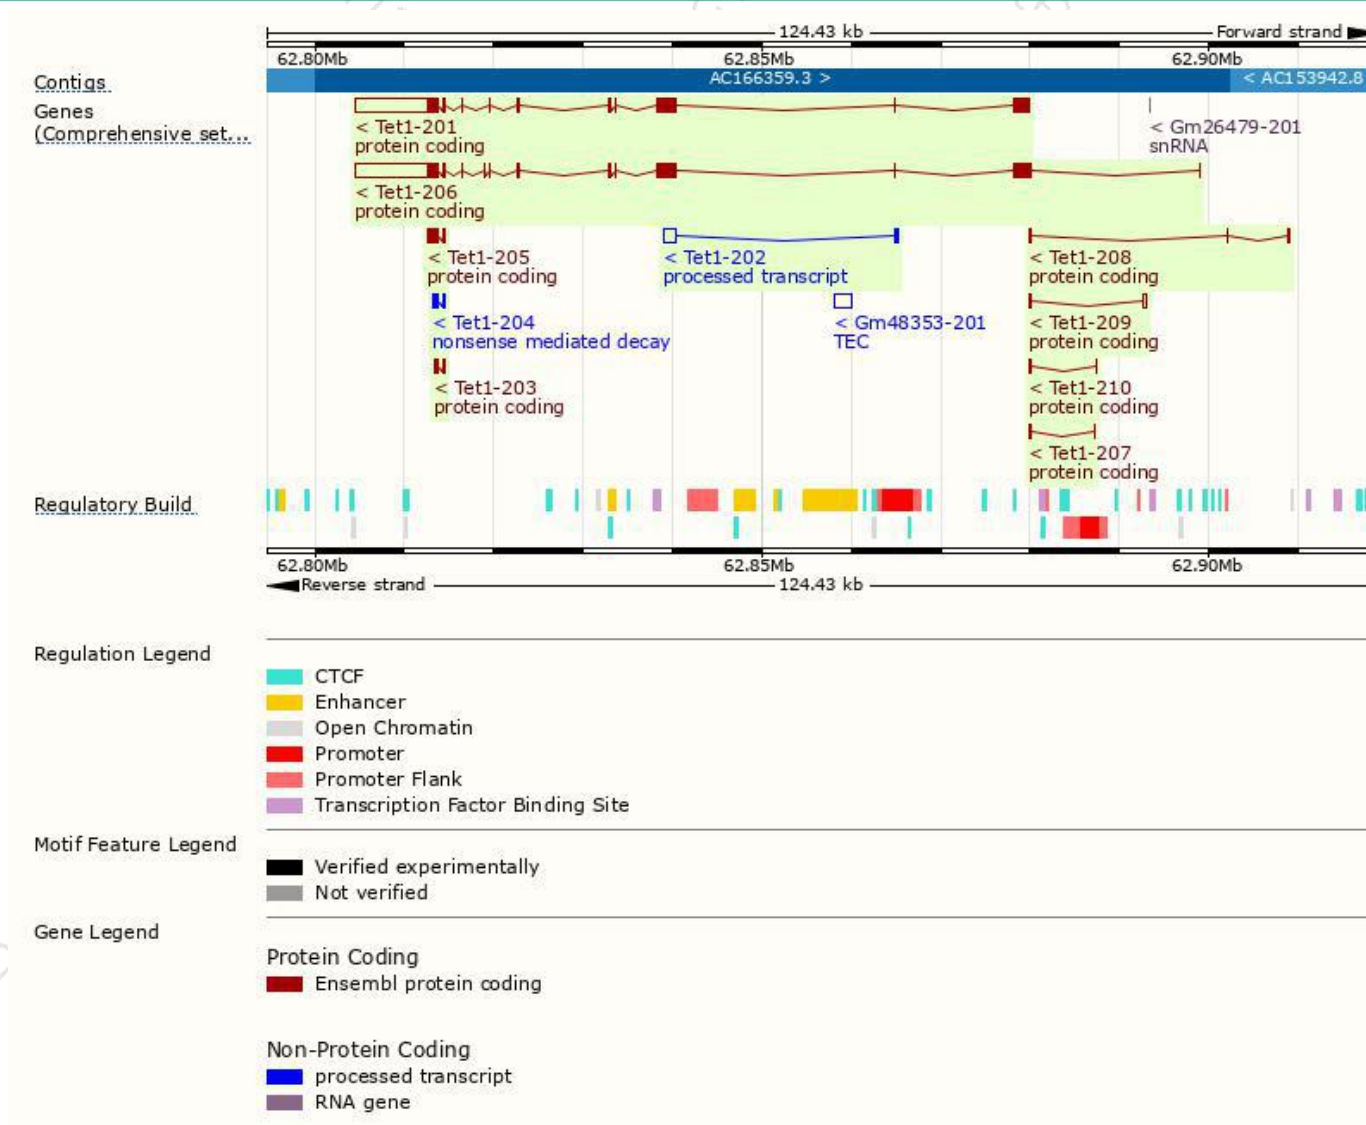 124.43 kb
Forward strand
62.80Mb 62.85Mb 62.90Mb
Contigs
AC166359.3 >
< AC153942.8
Genes
(Comprehensive set...
< Tet1-201
protein coding
< Gm26479-201
snRNA
< Tet1-206
protein coding
< Tet1-205
protein coding
< Tet1-202
processed transcript
< Tet1-208
protein coding
< Tet1-204
nonsense mediated decay
< Gm48353-201
TEC
< Tet1-209
protein coding
< Tet1-203
protein coding
< Tet1-210
protein coding
< Tet1-207
protein coding
Regulatory Build
62.80Mb 62.85Mb 62.90Mb
Reverse strand
124.43 kb
Regulation Legend
CTCF
Enhancer
Open Chromatin
Promoter
Promoter Flank
Transcription Factor Binding Site
Motif Feature Legend
Verified experimentally
Not verified
Gene Legend
Protein Coding
Ensembl protein coding
Non-Protein Coding
processed transcript
RNA gene